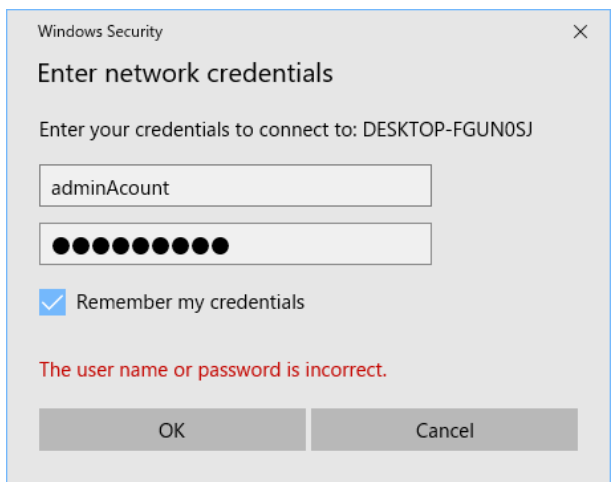 Windows Security
Enter network credentials
Enter your credentials to connect to: DESKTOP-FGUN0SJ
adminAcount
●●●●●●●●●
Remember my credentials
The user name or password is incorrect.
OK Cancel